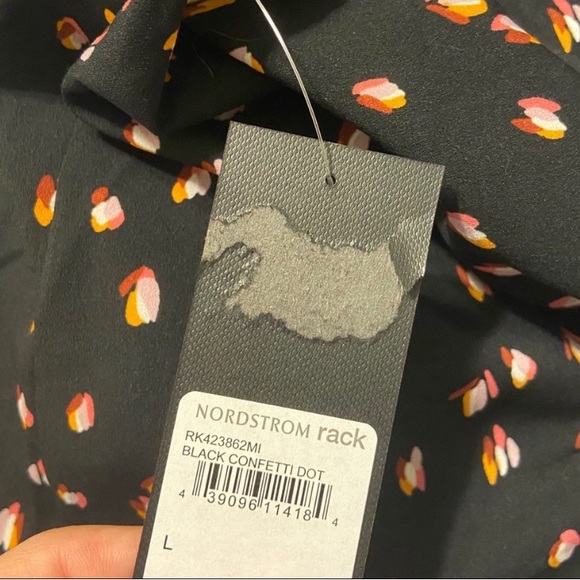 NORDSTROM rack
RK423862MI
BLACK CONFETTI DOT
4 39096 11418 4
L